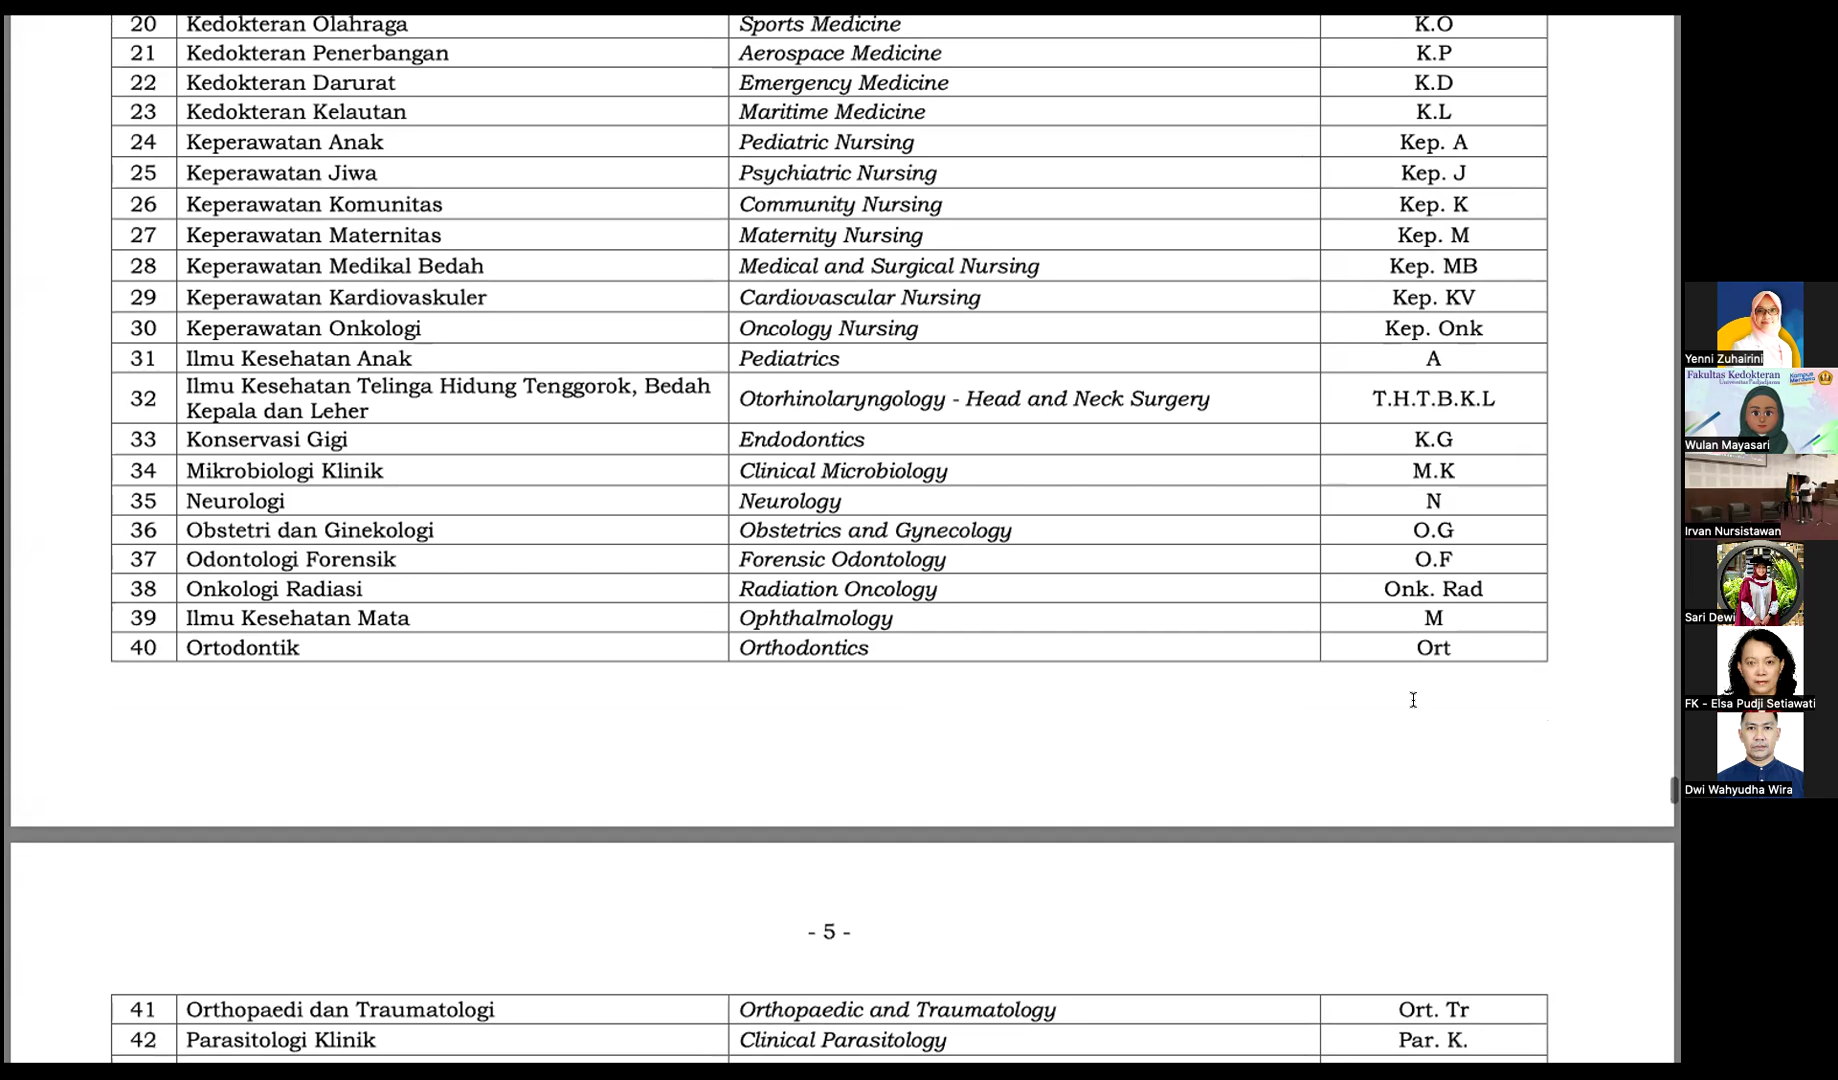 20 Kedokteran Olahraga Sports Medicine K.O
21 Kedokteran Penerbangan Aerospace Medicine K.P
22 Kedokteran Darurat Emergency Medicine K.D
23 Kedokteran Kelautan Maritime Medicine K.L
24 Keperawatan Anak Pediatric Nursing Kep. A
25 Keperawatan Jiwa Psychiatric Nursing Kep. J
26 Keperawatan Komunitas Community Nursing Kep. K
27 Keperawatan Maternitas Maternity Nursing Kep. M
28 Keperawatan Medikal Bedah Medical and Surgical Nursing Kep. MB
29 Keperawatan Kardiovaskuler Cardiovascular Nursing Kep. KV
30 Keperawatan Onkologi Oncology Nursing Kep. Onk
31 Ilmu Kesehatan Anak Pediatrics A
32 Ilmu Kesehatan Telinga Hidung Tenggorok, Bedah
Kepala dan Leher Otorhinolaryngology - Head and Neck Surgery T.H.T.B.K.L
33 Konservasi Gigi Endodontics K.G
34 Mikrobiologi Klinik Clinical Microbiology M.K
35 Neurologi Neurology N
36 Obstetri dan Ginekologi Obstetrics and Gynecology O.G
37 Odontologi Forensik Forensic Odontology O.F
38 Onkologi Radiasi Radiation Oncology Onk. Rad
39 Ilmu Kesehatan Mata Ophthalmology M
40 Ortodontik Orthodontics Ort
- 5 -
41 Orthopaedi dan Traumatologi Orthopaedic and Traumatology Ort. Tr
42 Parasitologi Klinik Clinical Parasitology Par. K.
Yenni Zuhairini
Fakultas Kedokteran
Universitas Padjadjaran
Kampus
Merdeka
Wulan Mayasari
Irvan Nursistawan
Sari Dewi
FK - Elsa Pudji Setiawati
Dwi Wahyudha Wira